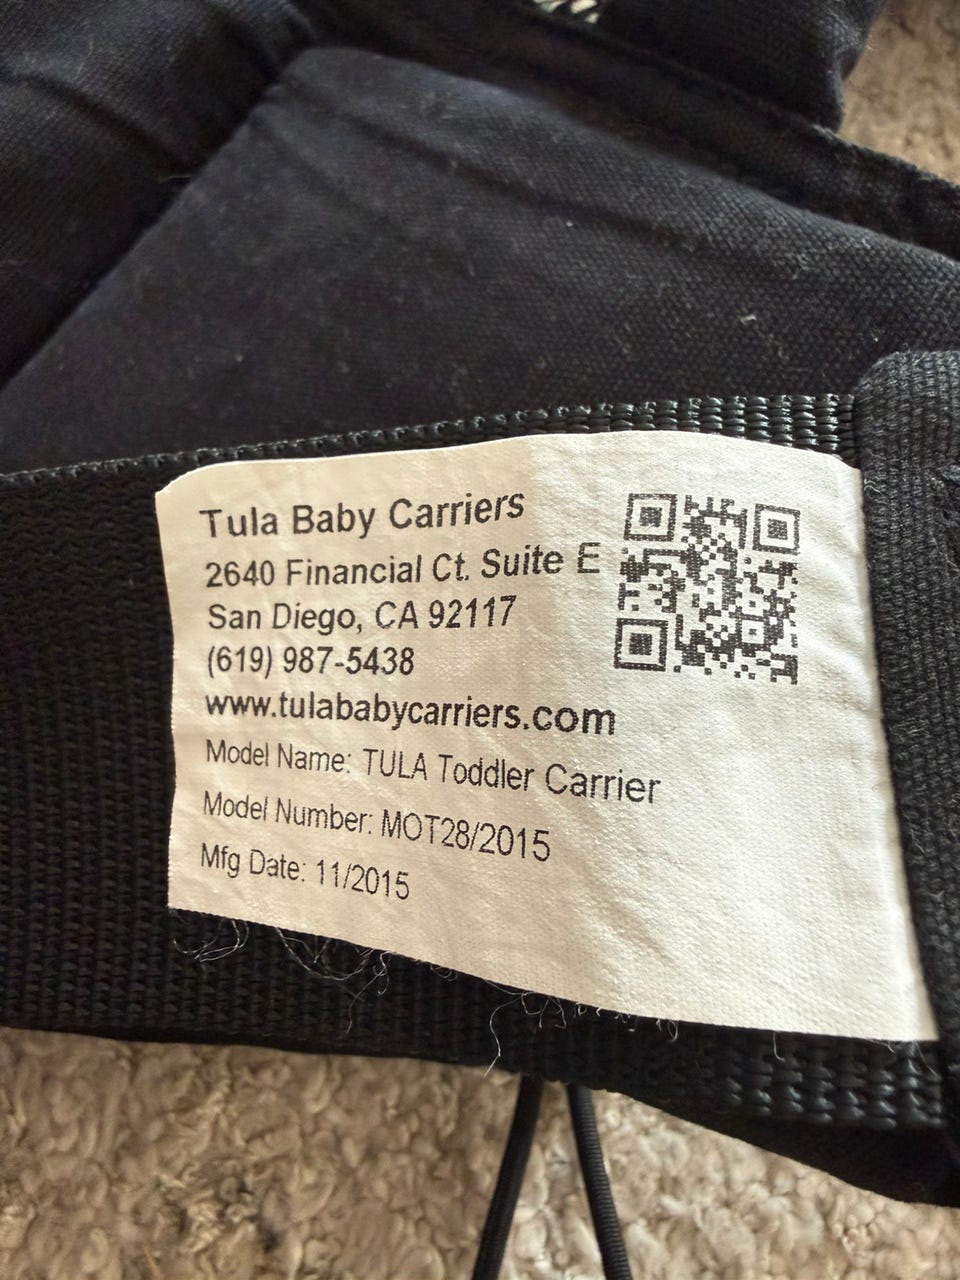 Tula Baby Carriers
2640 Financial Ct. Suite E
San Diego, CA 92117
(619) 987-5438
www.tulababycarriers.com
Model Name: TULA Toddler Carrier
Model Number: MOT28/2015
Mfg Date: 11/2015